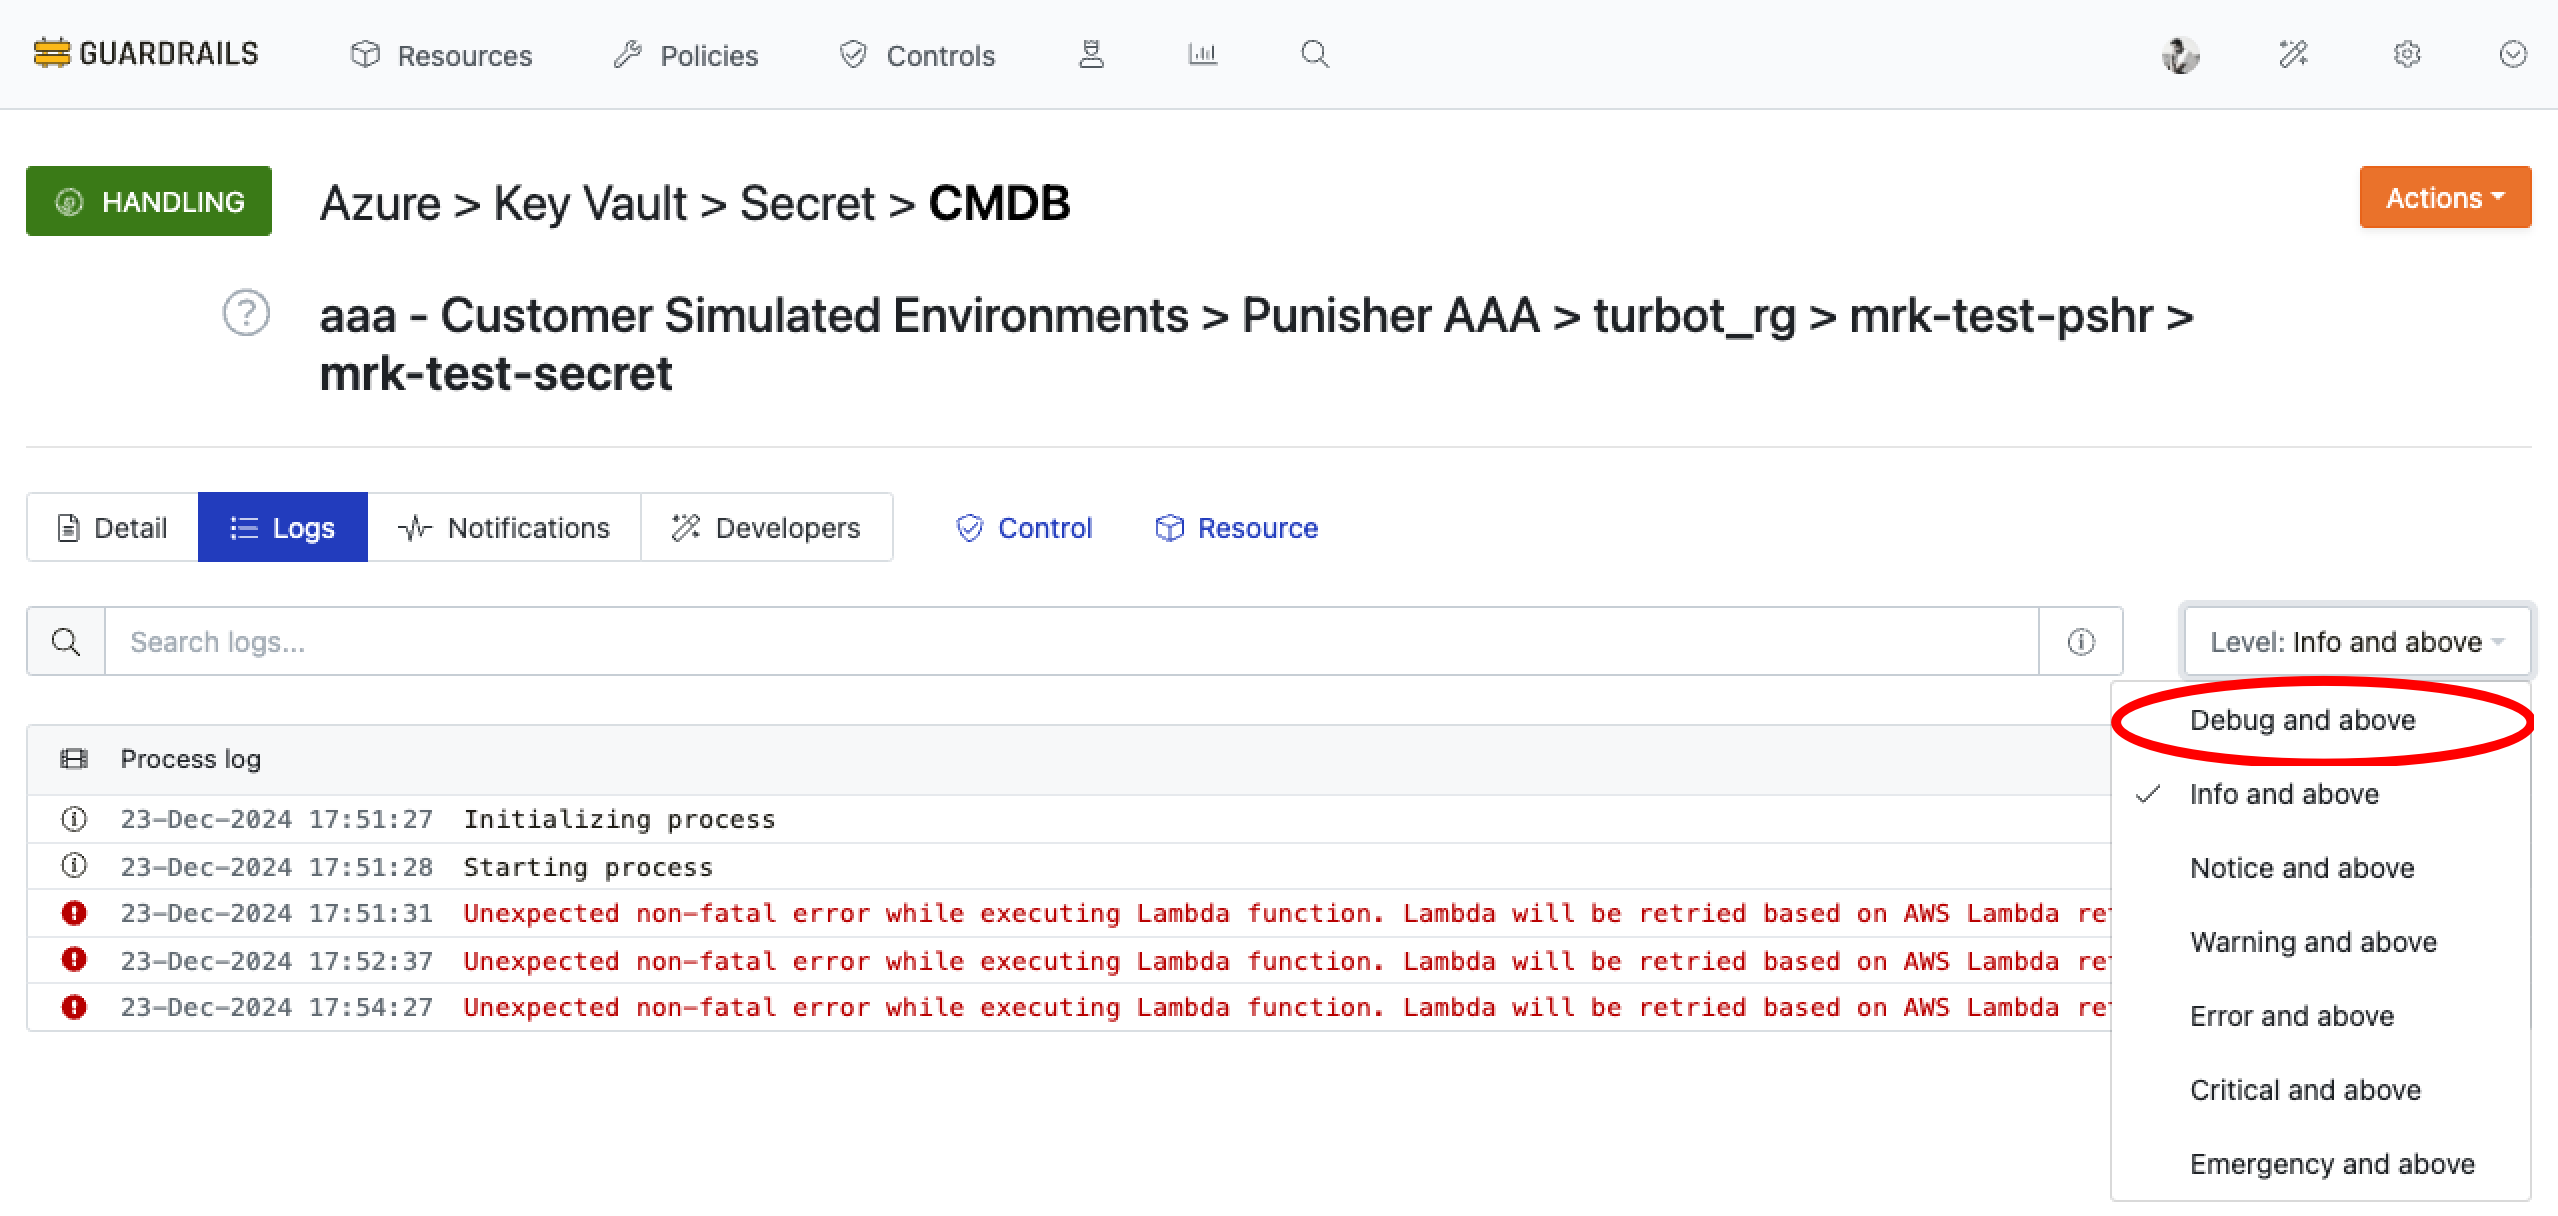 GUARDRAILS Resources Policies Controls
HANDLING Azure > Key Vault > Secret > CMDB Actions
aaa - Customer Simulated Environments > Punisher AAA > turbot_rg > mrk-test-pshr >
mrk-test-secret
Detail Logs Notifications Developers Control Resource
Search logs... Level: Info and above
Debug and above
Info and above
Notice and above
Warning and above
Error and above
Critical and above
Emergency and above
Process log
23-Dec-2024 17:51:27 Initializing process
23-Dec-2024 17:51:28 Starting process
23-Dec-2024 17:51:31 Unexpected non-fatal error while executing Lambda function. Lambda will be retried based on AWS Lambda
23-Dec-2024 17:52:37 Unexpected non-fatal error while executing Lambda function. Lambda will be retried based on AWS Lambda
23-Dec-2024 17:54:27 Unexpected non-fatal error while executing Lambda function. Lambda will be retried based on AWS Lambda